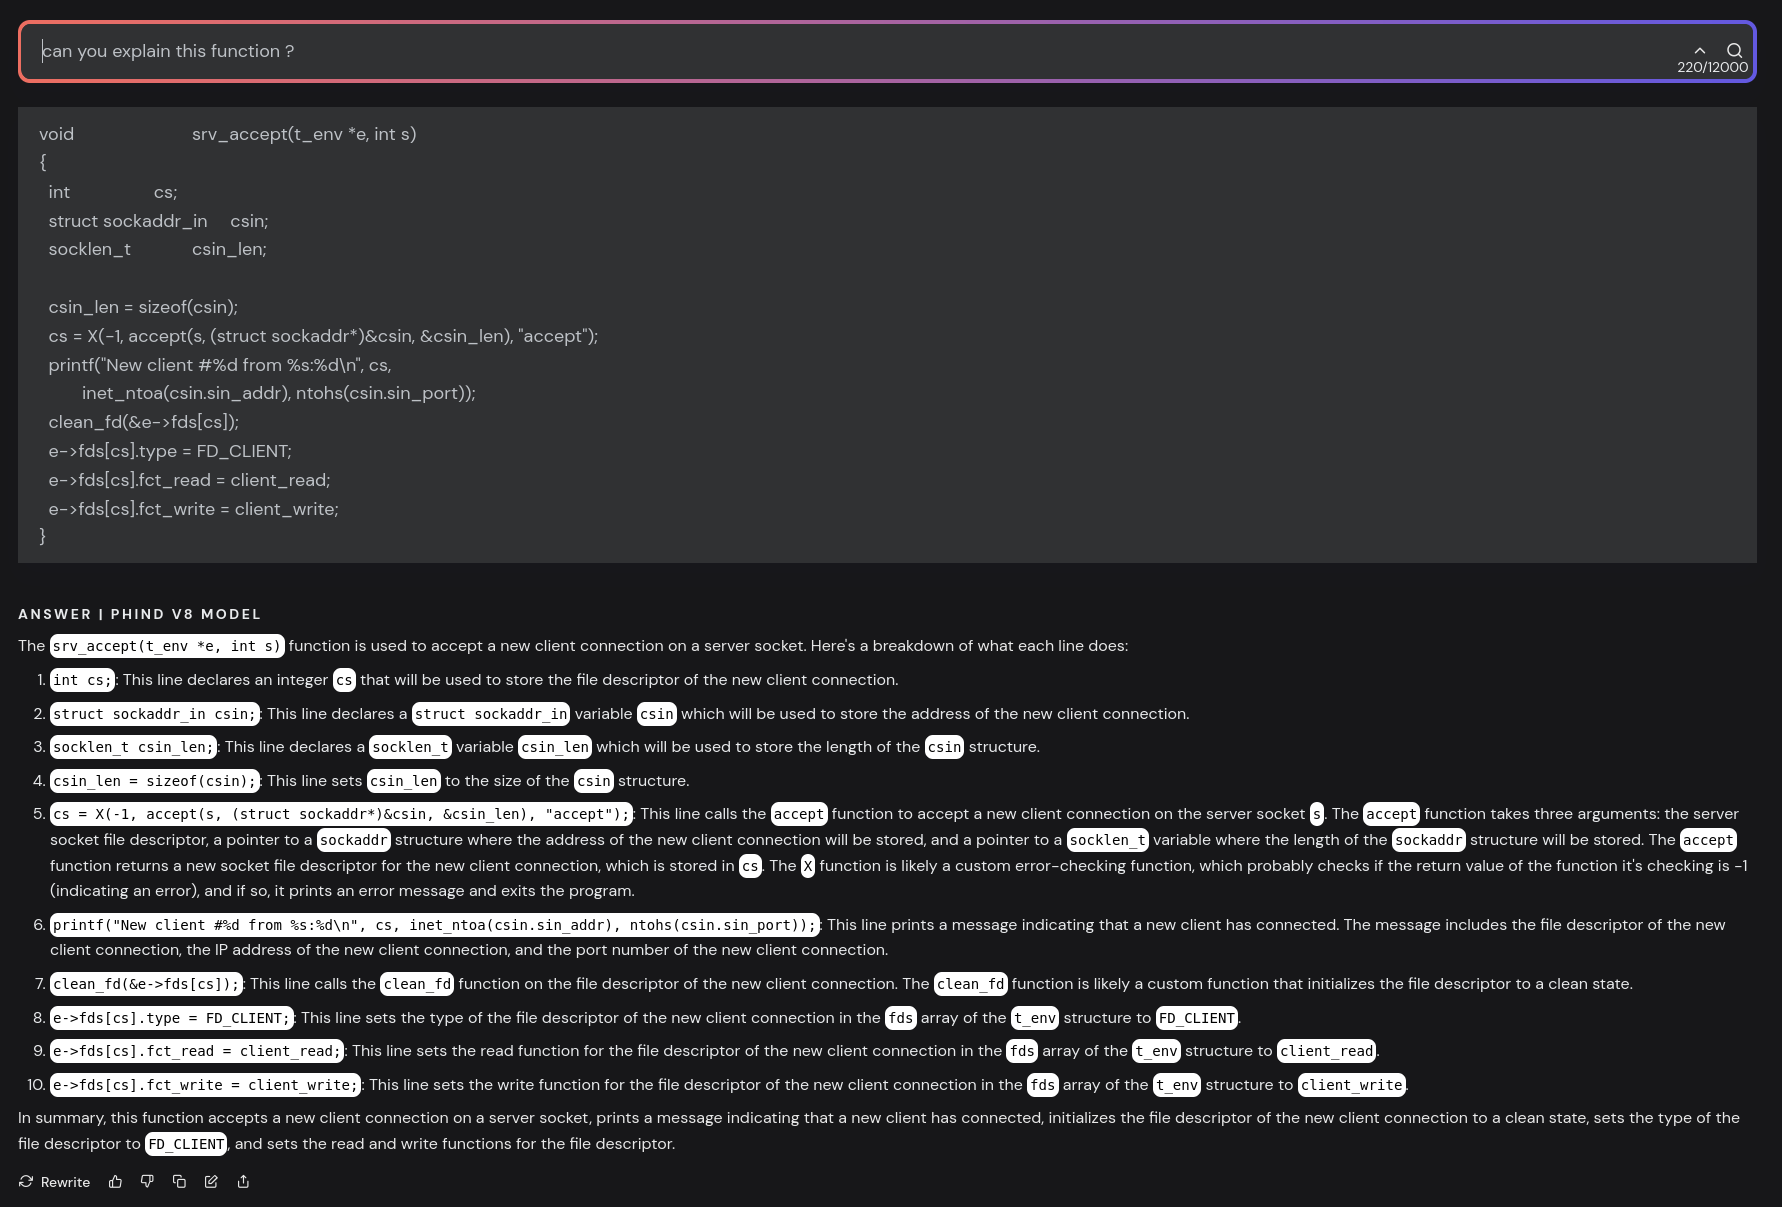 can you explain this function ?
220/12000
void srv_accept(t_env *e, int s)
{
int cs;
struct sockaddr_in csin;
socklen_t csin_len;
csin_len = sizeof(csin);
cs = X(-1, accept(s, (struct sockaddr*)&csin, &csin_len), "accept");
printf("New client #%d from %s:%d\n", cs,
inet_ntoa(csin.sin_addr), ntohs(csin.sin_port));
clean_fd(&e->fds[cs]);
e->fds[cs].type = FD_CLIENT;
e->fds[cs].fct_read = client_read;
e->fds[cs].fct_write = client_write;
}
ANSWER | PHIND V8 MODEL
The srv_accept(t_env *e, int s) function is used to accept a new client connection on a server socket. Here's a breakdown of what each line does:
1. int cs;: This line declares an integer cs that will be used to store the file descriptor of the new client connection.
2. struct sockaddr_in csin;: This line declares a struct sockaddr_in variable csin which will be used to store the address of the new client connection.
3. socklen_t csin_len;: This line declares a socklen_t variable csin_len which will be used to store the length of the csin structure.
4. csin_len = sizeof(csin);: This line sets csin_len to the size of the csin structure.
5. cs = X(-1, accept(s, (struct sockaddr*)&csin, &csin_len), "accept");: This line calls the accept function to accept a new client connection on the server socket s. The accept function takes three arguments: the server
socket file descriptor, a pointer to a sockaddr structure where the address of the new client connection will be stored, and a pointer to a socklen_t variable where the length of the sockaddr structure will be stored. The accept
function returns a new socket file descriptor for the new client connection, which is stored in cs. The X function is likely a custom error-checking function, which probably checks if the return value of the function it's checking is -1
(indicating an error), and if so, it prints an error message and exits the program.
6. printf("New client #%d from %s:%d\n", cs, inet_ntoa(csin.sin_addr), ntohs(csin.sin_port));: This line prints a message indicating that a new client has connected. The message includes the file descriptor of the new
client connection, the IP address of the new client connection, and the port number of the new client connection.
7. clean_fd(&e->fds[cs]);: This line calls the clean_fd function on the file descriptor of the new client connection. The clean_fd function is likely a custom function that initializes the file descriptor to a clean state.
8. e->fds[cs].type = FD_CLIENT;: This line sets the type of the file descriptor of the new client connection in the fds array of the t_env structure to FD_CLIENT.
9. e->fds[cs].fct_read = client_read;: This line sets the read function for the file descriptor of the new client connection in the fds array of the t_env structure to client_read.
10. e->fds[cs].fct_write = client_write;: This line sets the write function for the file descriptor of the new client connection in the fds array of the t_env structure to client_write.
In summary, this function accepts a new client connection on a server socket, prints a message indicating that a new client has connected, initializes the file descriptor of the new client connection to a clean state, sets the type of the
file descriptor to FD_CLIENT, and sets the read and write functions for the file descriptor.
Rewrite